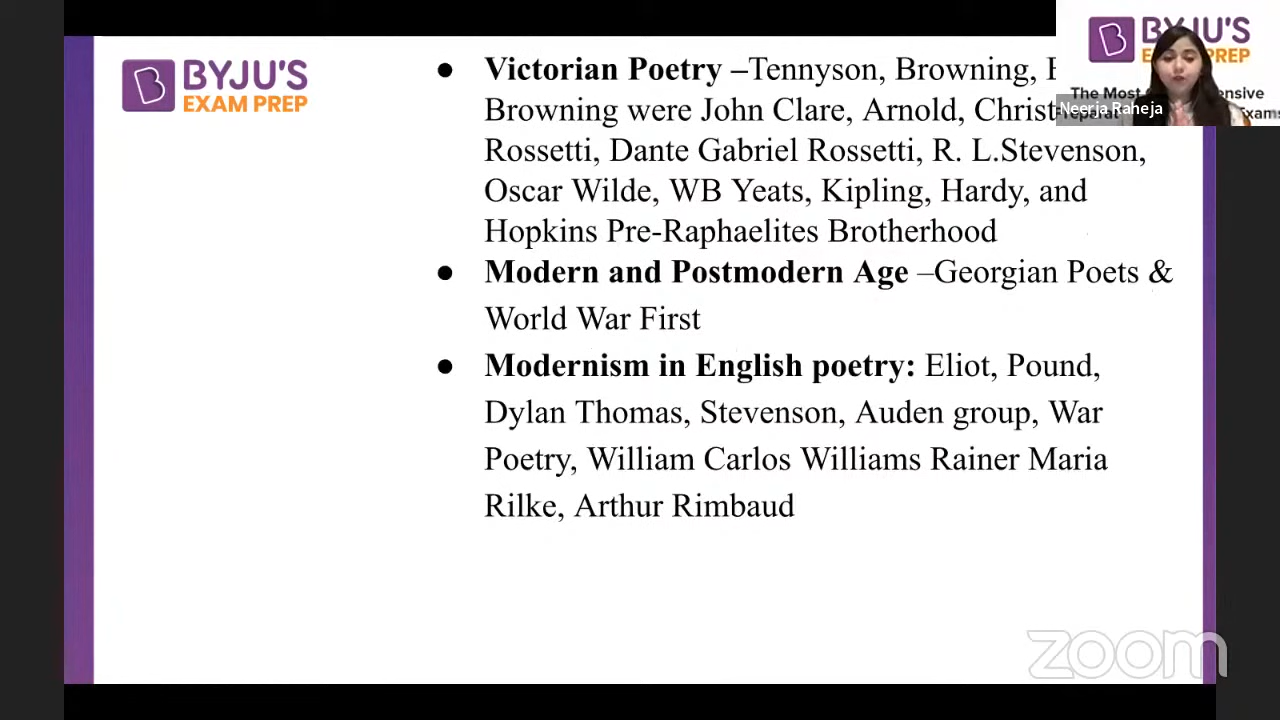 BYJU'S
EXAM PREP
● Victorian Poetry –Tennyson, Browning,
Browning were John Clare, Arnold,
Rossetti, Dante Gabriel Rossetti, R. L.Stevenson,
Oscar Wilde, WB Yeats, Kipling, Hardy, and
Hopkins Pre-Raphaelites Brotherhood
● Modern and Postmodern Age –Georgian Poets &
World War First
● Modernism in English poetry: Eliot, Pound,
Dylan Thomas, Stevenson, Auden group, War
Poetry, William Carlos Williams Rainer Maria
Rilke, Arthur Rimbaud
BYJU'S
The Most
Neerja Raheja
zoom